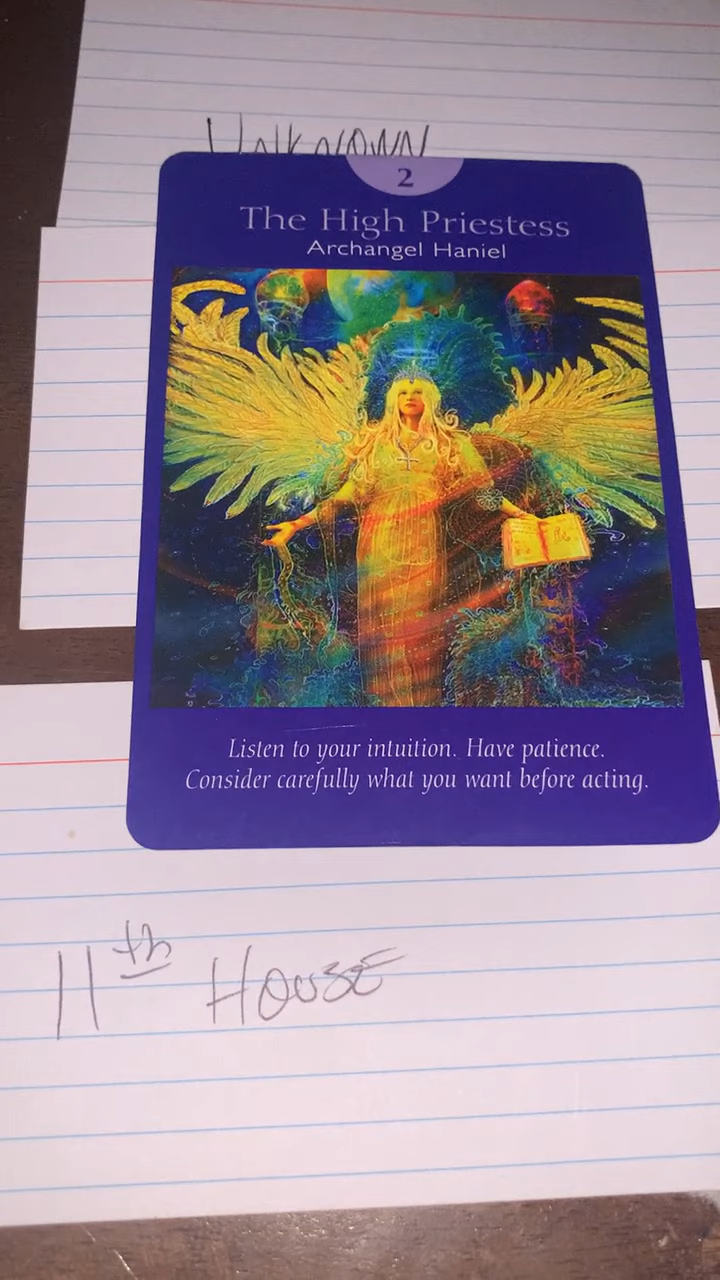 Unknown
2
The High Priestess
Archangel Haniel
Listen to your intuition. Have patience.
Consider carefully what you want before acting.
11th House